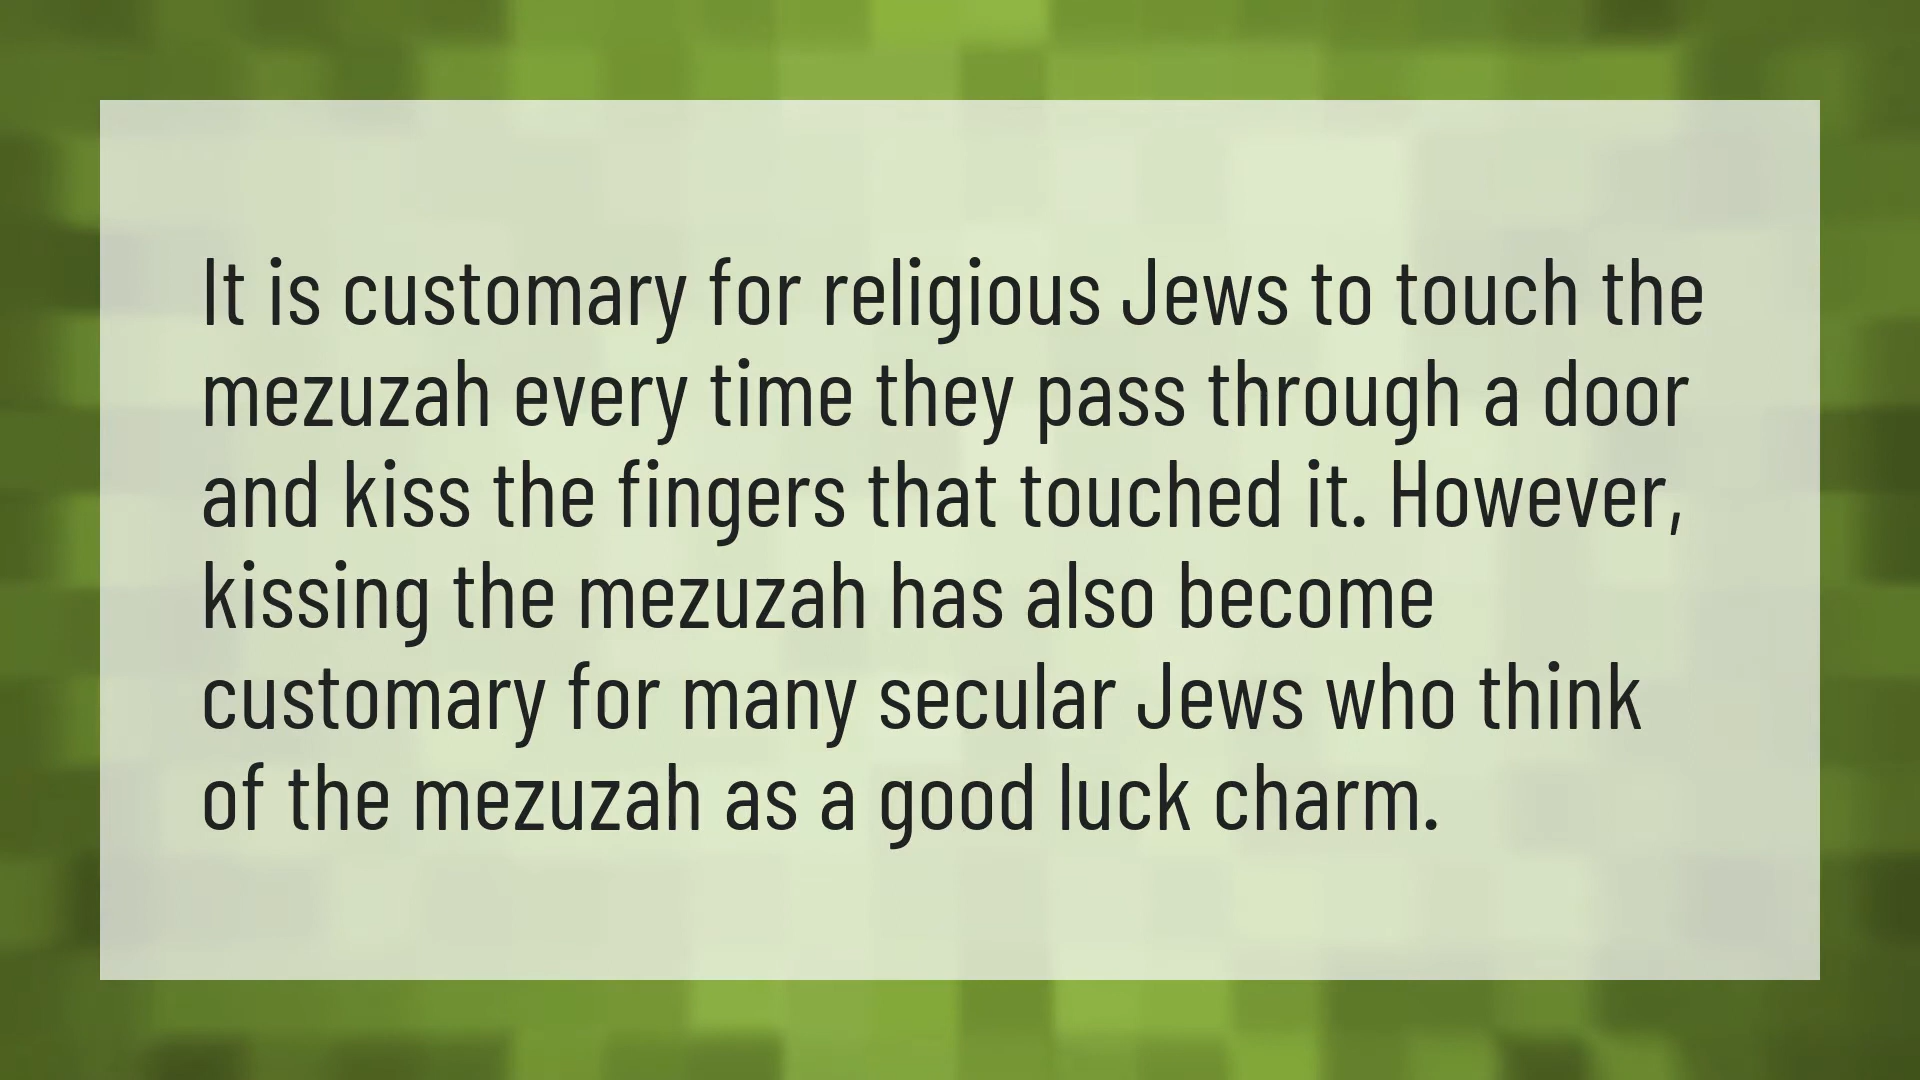 It is customary for religious Jews to touch the
mezuzah every time they pass through a door
and kiss the fingers that touched it. However,
kissing the mezuzah has also become
customary for many secular Jews who think
of the mezuzah as a good luck charm.